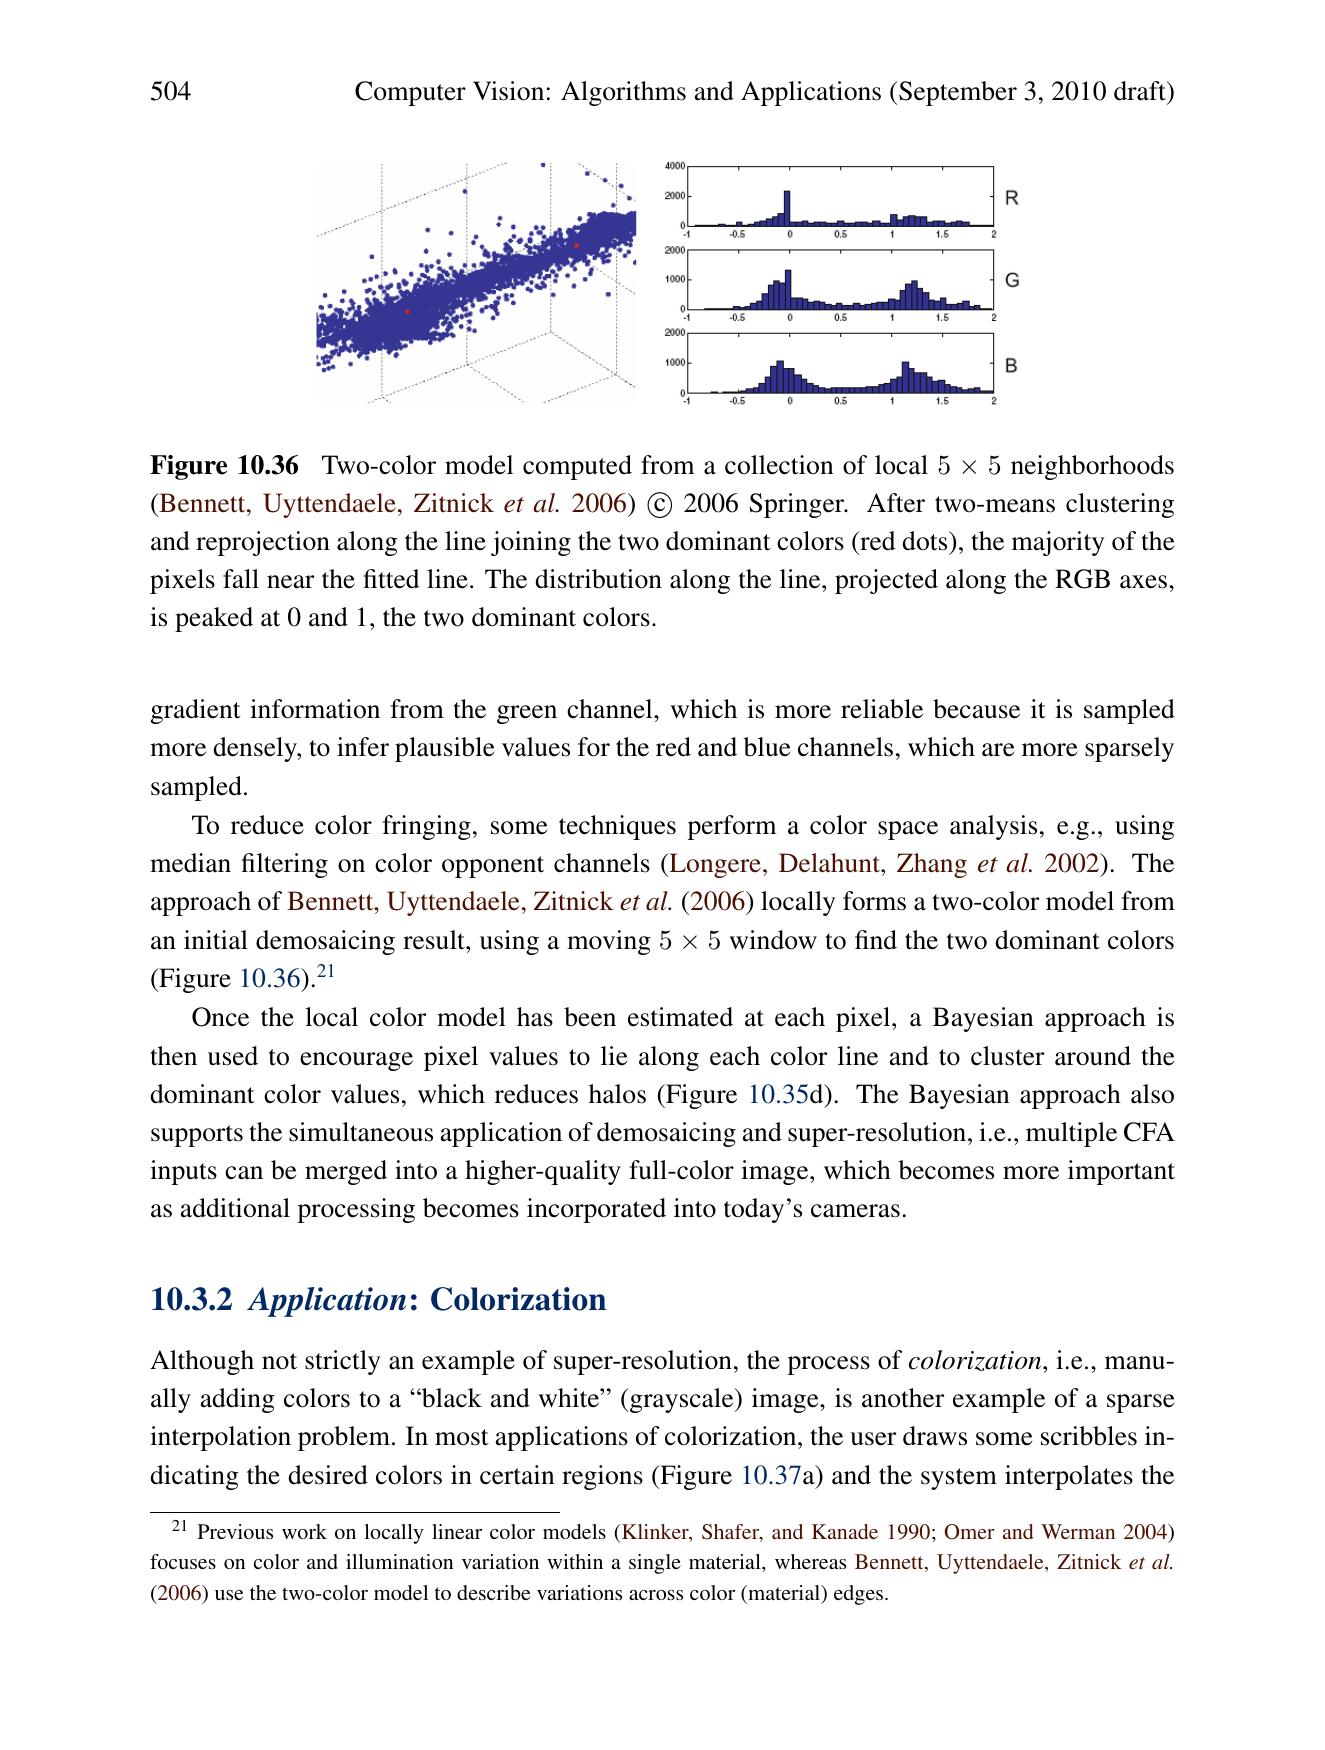 504 Computer Vision: Algorithms and Applications (September 3, 2010 draft)
4000
2000
0
-1 -0.5 0 0.5 1 1.5 2
R
2000
1000
0
-1 -0.5 0 0.5 1 1.5 2
G
2000
1000
0
-1 -0.5 0 0.5 1 1.5 2
B
Figure 10.36 Two-color model computed from a collection of local 5 × 5 neighborhoods
(Bennett, Uyttendaele, Zitnick et al. 2006) © 2006 Springer. After two-means clustering
and reprojection along the line joining the two dominant colors (red dots), the majority of the
pixels fall near the fitted line. The distribution along the line, projected along the RGB axes,
is peaked at 0 and 1, the two dominant colors.
gradient information from the green channel, which is more reliable because it is sampled
more densely, to infer plausible values for the red and blue channels, which are more sparsely
sampled.
To reduce color fringing, some techniques perform a color space analysis, e.g., using
median filtering on color opponent channels (Longere, Delahunt, Zhang et al. 2002). The
approach of Bennett, Uyttendaele, Zitnick et al. (2006) locally forms a two-color model from
an initial demosaicing result, using a moving 5 × 5 window to find the two dominant colors
(Figure 10.36).21
Once the local color model has been estimated at each pixel, a Bayesian approach is
then used to encourage pixel values to lie along each color line and to cluster around the
dominant color values, which reduces halos (Figure 10.35d). The Bayesian approach also
supports the simultaneous application of demosaicing and super-resolution, i.e., multiple CFA
inputs can be merged into a higher-quality full-color image, which becomes more important
as additional processing becomes incorporated into today's cameras.
10.3.2 Application: Colorization
Although not strictly an example of super-resolution, the process of colorization, i.e., manu-
ally adding colors to a “black and white” (grayscale) image, is another example of a sparse
interpolation problem. In most applications of colorization, the user draws some scribbles in-
dicating the desired colors in certain regions (Figure 10.37a) and the system interpolates the
21 Previous work on locally linear color models (Klinker, Shafer, and Kanade 1990; Omer and Werman 2004)
focuses on color and illumination variation within a single material, whereas Bennett, Uyttendaele, Zitnick et al.
(2006) use the two-color model to describe variations across color (material) edges.